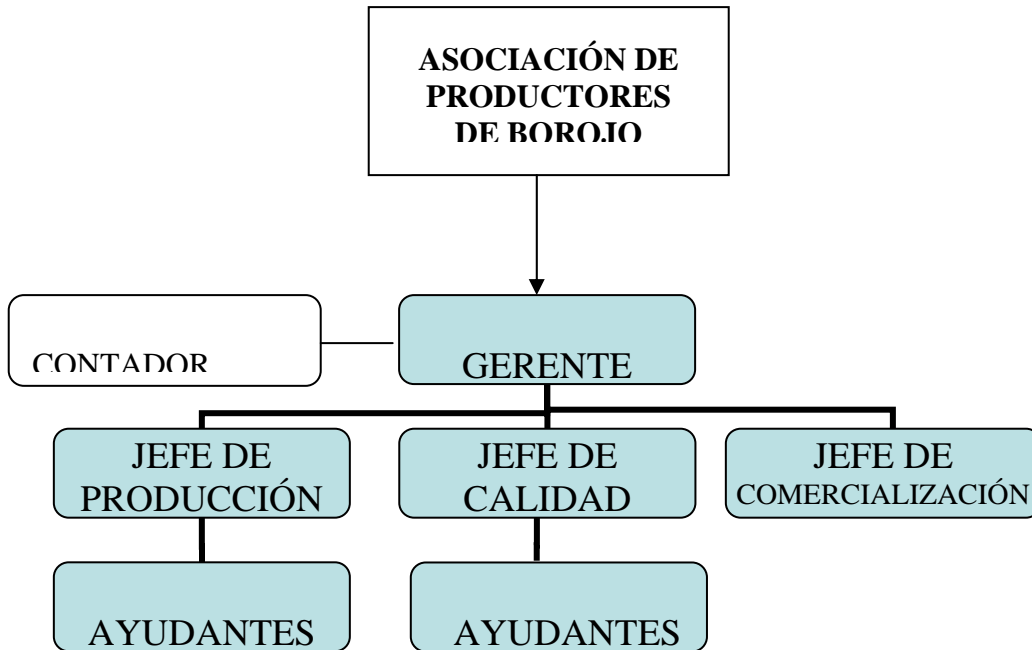 ASOCIACIÓN DE
PRODUCTORES
DE BOROJO
CONTADOR
GERENTE
JEFE DE
PRODUCCIÓN
JEFE DE
CALIDAD
JEFE DE
COMERCIALIZACIÓN
AYUDANTES
AYUDANTES